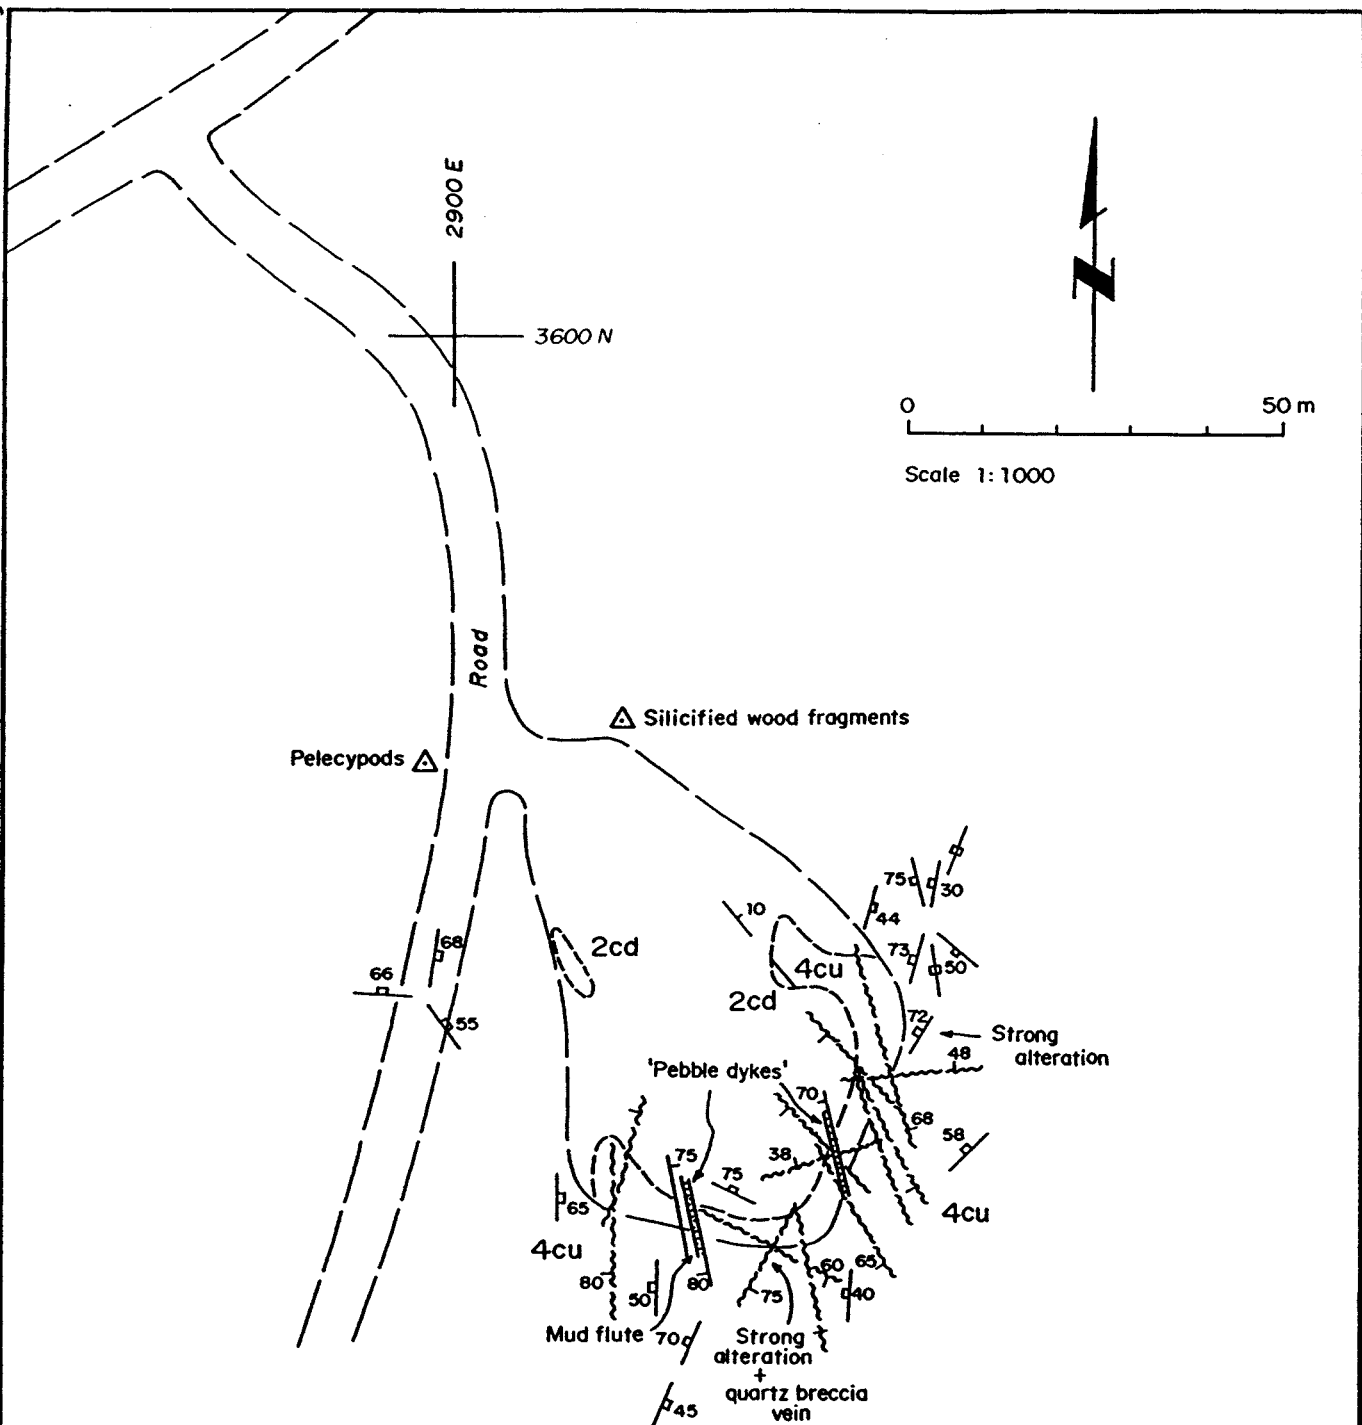 2900 E
3600 N
N
0 50 m
Scale 1:1000
Road
Silicified wood fragments
Pelecypods
75
30
10
44
68
2cd
73
50
66
4cu
2cd
55
72
Strong
alteration
48
'Pebble dykes'
70
68
58
38
75
75
65
4cu
4cu
80
50
80
60
65
75
40
Mud flute
70
Strong
alteration
+
quartz breccia
vein
45